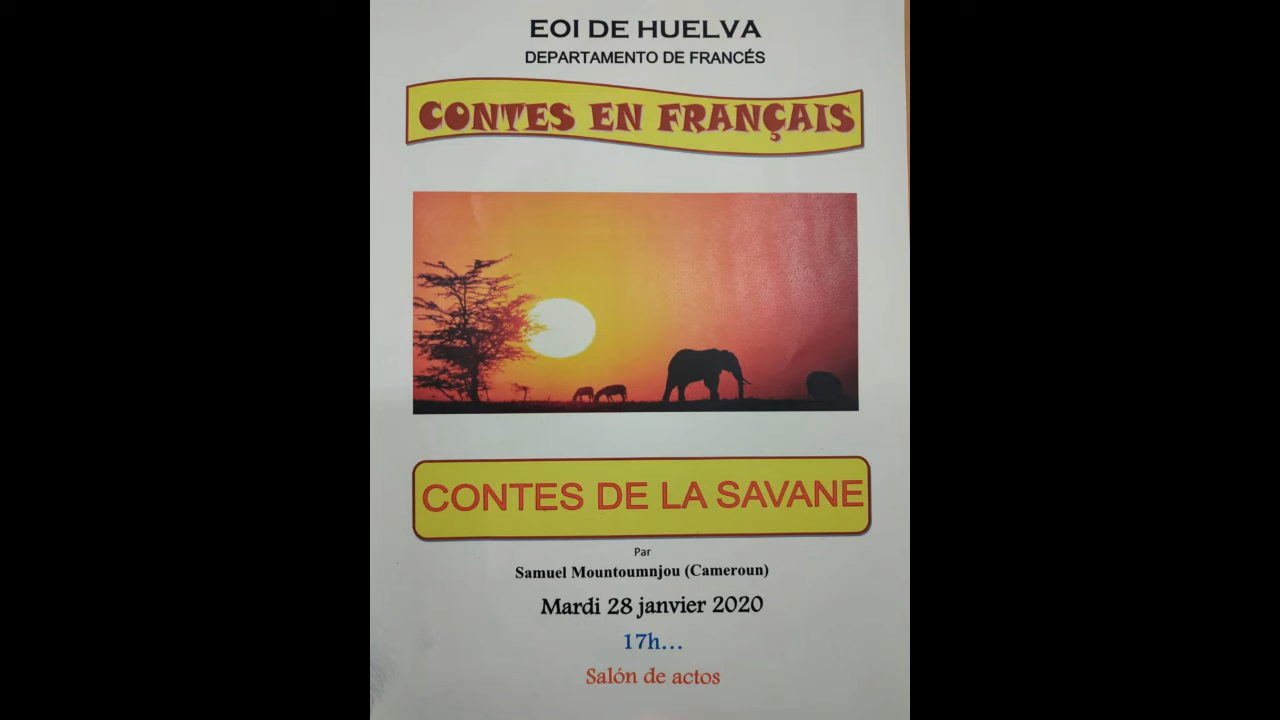 EOI DE HUELVA
DEPARTAMENTO DE FRANCÉS
CONTES EN FRANÇAIS
CONTES DE LA SAVANE
Par
Samuel Mountoumnjou (Cameroun)
Mardi 28 janvier 2020
17h...
Salón de actos